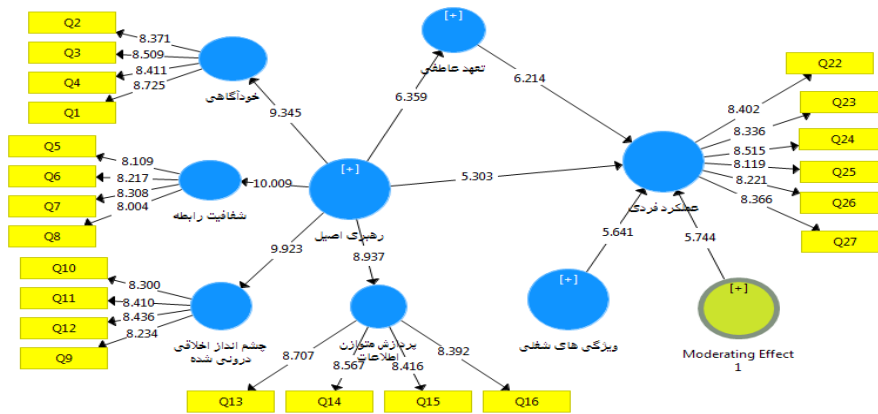 Q2
Q3
Q4
Q1
8.371
8.509
8.411
8.725
خودآگاهی
9.345
[+]
تعهد عاطفی
6.359
6.214
Q5
Q6
Q7
Q8
8.109
8.217
8.308
8.004
شفافیت رابطه
10.009
[+]
رهبری اصیل
5.303
عملکرد فردی
8.402
8.336
8.515
8.119
8.221
8.366
Q22
Q23
Q24
Q25
Q26
Q27
9.923
8.937
5.641
5.744
Q10
Q11
Q12
Q9
8.300
8.410
8.436
8.234
چشم انداز اخلاقی
درونی شده
پردازش متوازن
اطلاعات
[+]
ویژگی های شغلی
[+]
Moderating Effect
1
8.707
8.567
8.416
8.392
Q13
Q14
Q15
Q16